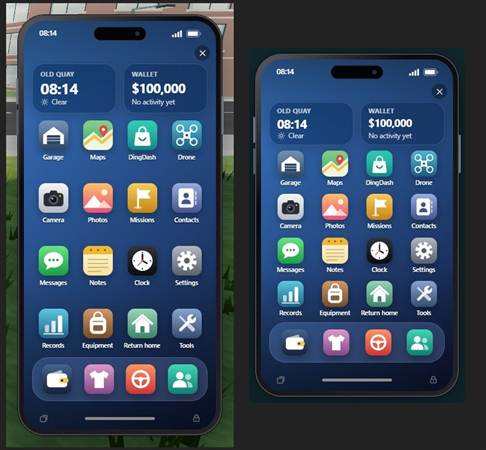 08:14
OLD QUAY
08:14
Clear
WALLET
$100,000
No activity yet
Garage
Maps
DingDash
Drone
Camera
Photos
Missions
Contacts
Messages
Notes
Clock
Settings
Records
Equipment
Return home
Tools
08:14
OLD QUAY
08:14
Clear
WALLET
$100,000
No activity yet
Garage
Maps
DingDash
Drone
Camera
Photos
Missions
Contacts
Messages
Notes
Clock
Settings
Records
Equipment
Return home
Tools